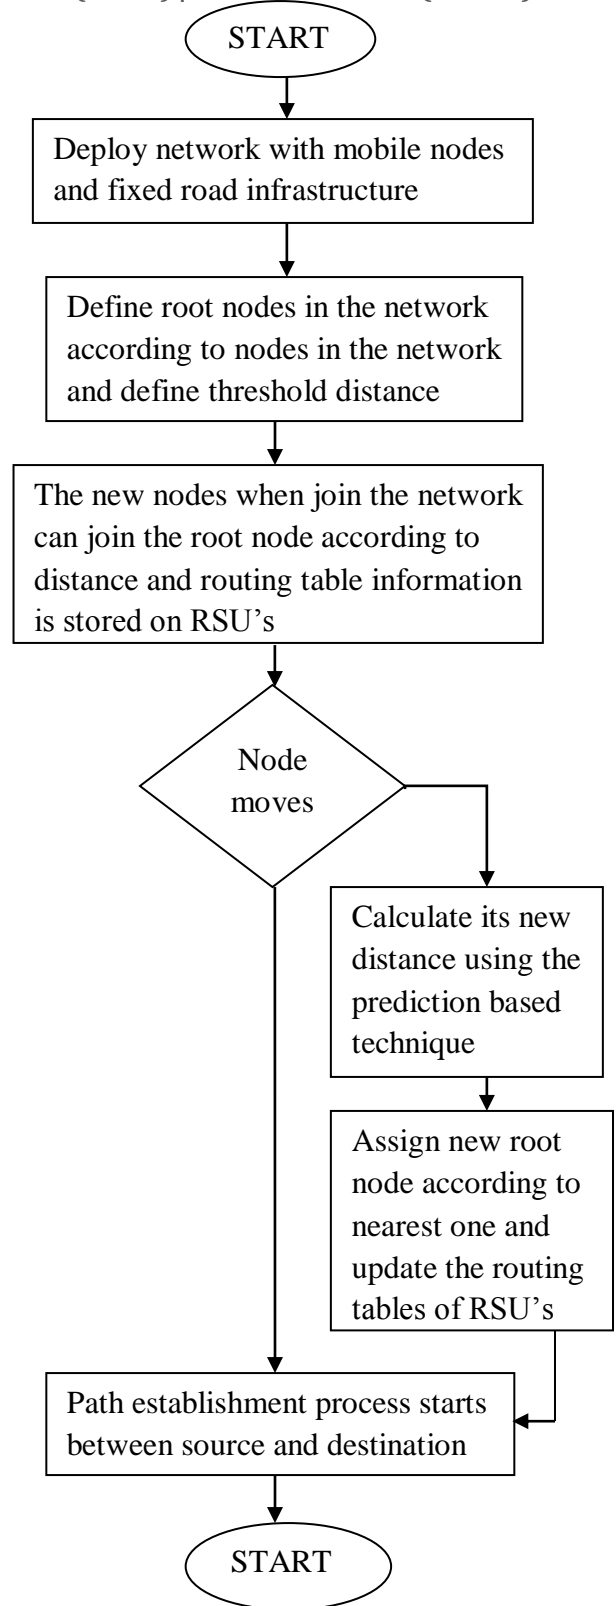 START
Deploy network with mobile nodes
and fixed road infrastructure
Define root nodes in the network
according to nodes in the network
and define threshold distance
The new nodes when join the network
can join the root node according to
distance and routing table information
is stored on RSU’s
Node
moves
Calculate its new
distance using the
prediction based
technique
Assign new root
node according to
nearest one and
update the routing
tables of RSU’s
Path establishment process starts
between source and destination
START